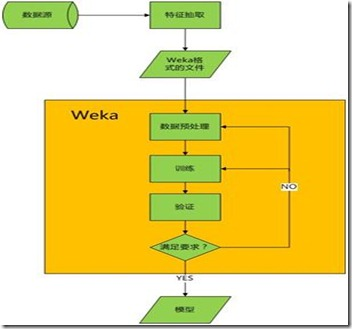 数据源
特征抽取
Weka格
式的文件
Weka
数据预处理
训练
NO
验证
满足要求？
YES
模型